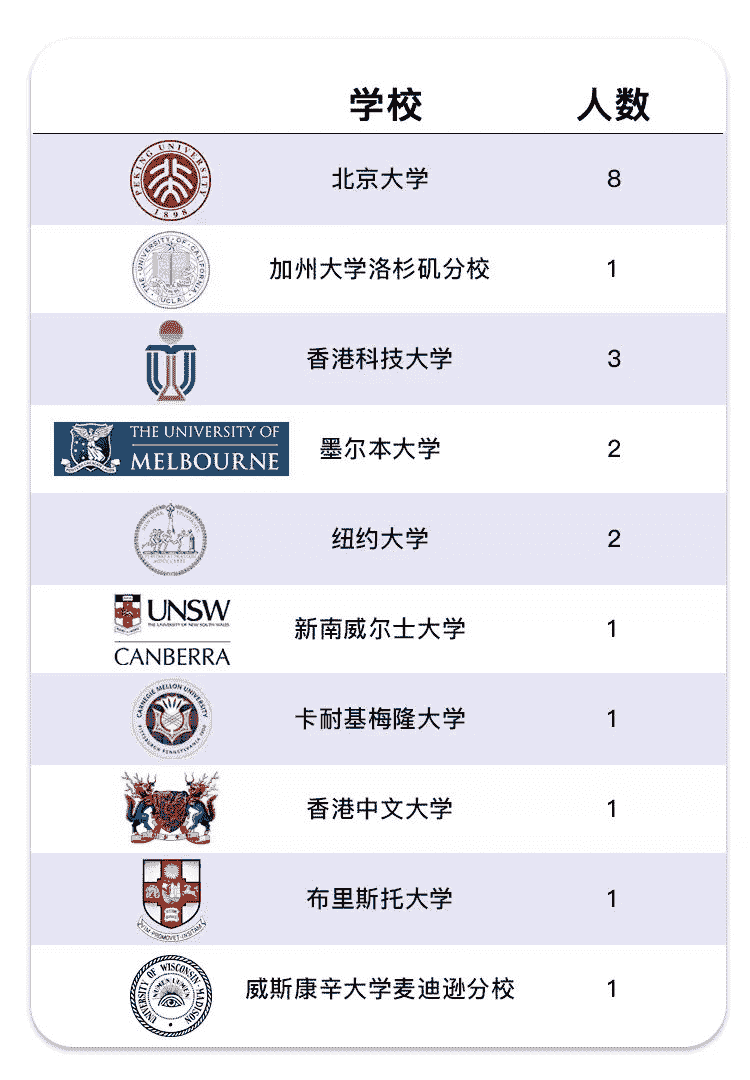 学校 人数
PEKING UNIVERSITY 1898 北京大学 8
THE UNIVERSITY OF CALIFORNIA UCLA 加州大学洛杉矶分校 1
香港科技大学 3
THE UNIVERSITY OF
MELBOURNE 墨尔本大学 2
纽约大学 2
UNSW
THE UNIVERSITY OF NEW SOUTH WALES
CANBERRA 新南威尔士大学 1
CARNEGIE MELLON UNIVERSITY PITTSBURGH PENNSYLVANIA 1900 卡耐基梅隆大学 1
香港中文大学 1
VIM PROMOVET INSITAM 布里斯托大学 1
UNIVERSITY OF WISCONSIN-MADISON NUMEN LUMEN 威斯康辛大学麦迪逊分校 1